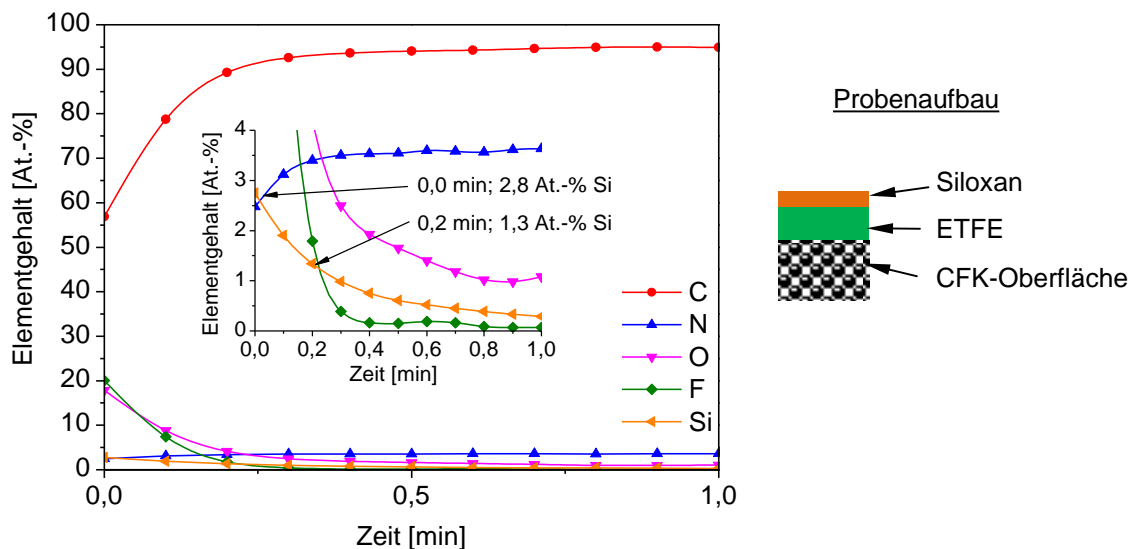 100
90
80
70
60
50
40
30
20
10
0
Elementgehalt [At.-%]
0,0
0,5
1,0
Zeit [min]
4
3
2
1
0
Elementgehalt [At.-%]
0,0
0,2
0,4
0,6
0,8
1,0
Zeit [min]
0,0 min; 2,8 At.-% Si
0,2 min; 1,3 At.-% Si
C
N
O
F
Si
Probenaufbau
Siloxan
ETFE
CFK-Oberfläche